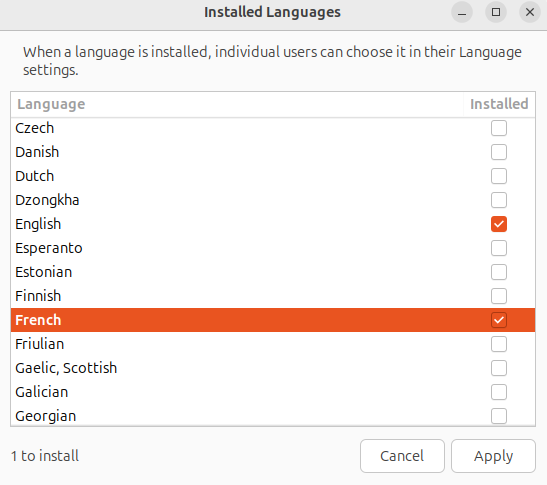 Installed Languages
When a language is installed, individual users can choose it in their Language
settings.
Language Installed
Czech
Danish
Dutch
Dzongkha
English
Esperanto
Estonian
Finnish
French
Friulian
Gaelic, Scottish
Galician
Georgian
1 to install Cancel Apply